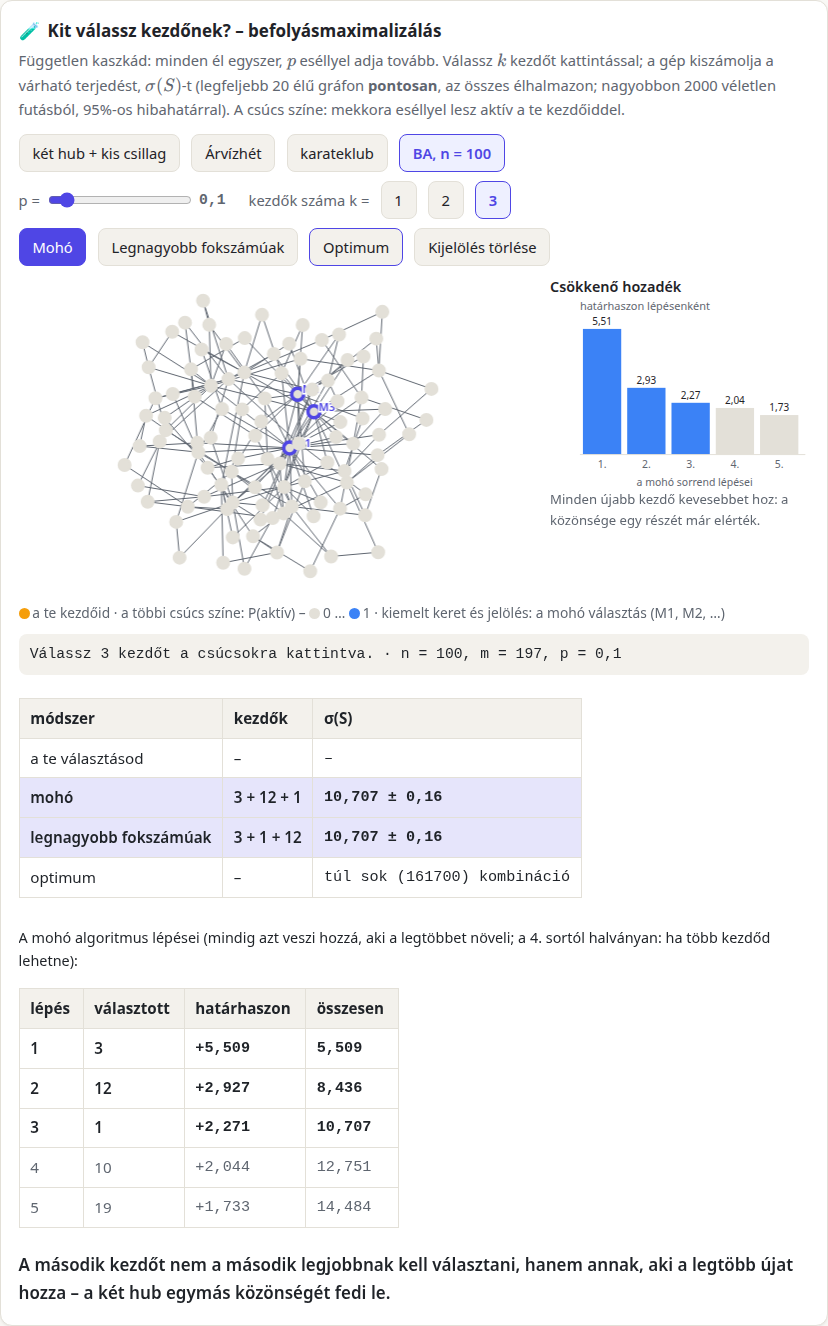 🧪 Kit válassz kezdőnek? – befolyásmaximalizálás
Független kaszkád: minden él egyszer, p eséllyel adja tovább. Válassz k kezdőt kattintással; a gép kiszámolja a
várható terjedést, σ(S)-t (legfeljebb 20 élű gráfon pontosan, az összes élhalmazon; nagyobbon 2000 véletlen
futásból, 95%-os hibahatárral). A csúcs színe: mekkora eséllyel lesz aktív a te kezdőiddel.
két hub + kis csillag Árvízhét karateklub BA, n = 100
p = 0,1 kezdők száma k = 1 2 3
Mohó Legnagyobb fokszámúak Optimum Kijelölés törlése
Csökkenő hozadék
határhaszon lépésenként
5,51 2,93 2,27 2,04 1,73
1. 2. 3. 4. 5.
a mohó sorrend lépései
Minden újabb kezdő kevesebbet hoz: a
közönsége egy részét már elérték.
M3
a te kezdőid · a többi csúcs színe: P(aktív) – 0 … 1 · kiemelt keret és jelölés: a mohó választás (M1, M2, …)
Válassz 3 kezdőt a csúcsokra kattintva. · n = 100, m = 197, p = 0,1
módszer kezdők σ(S)
a te választásod – –
mohó 3 + 12 + 1 10,707 ± 0,16
legnagyobb fokszámúak 3 + 1 + 12 10,707 ± 0,16
optimum – túl sok (161700) kombináció
A mohó algoritmus lépései (mindig azt veszi hozzá, aki a legtöbbet növeli; a 4. sortól halványan: ha több kezdőd
lehetne):
lépés választott határhaszon összesen
1 3 +5,509 5,509
2 12 +2,927 8,436
3 1 +2,271 10,707
4 10 +2,044 12,751
5 19 +1,733 14,484
A második kezdőt nem a második legjobbnak kell választani, hanem annak, aki a legtöbb újat
hozza – a két hub egymás közönségét fedi le.